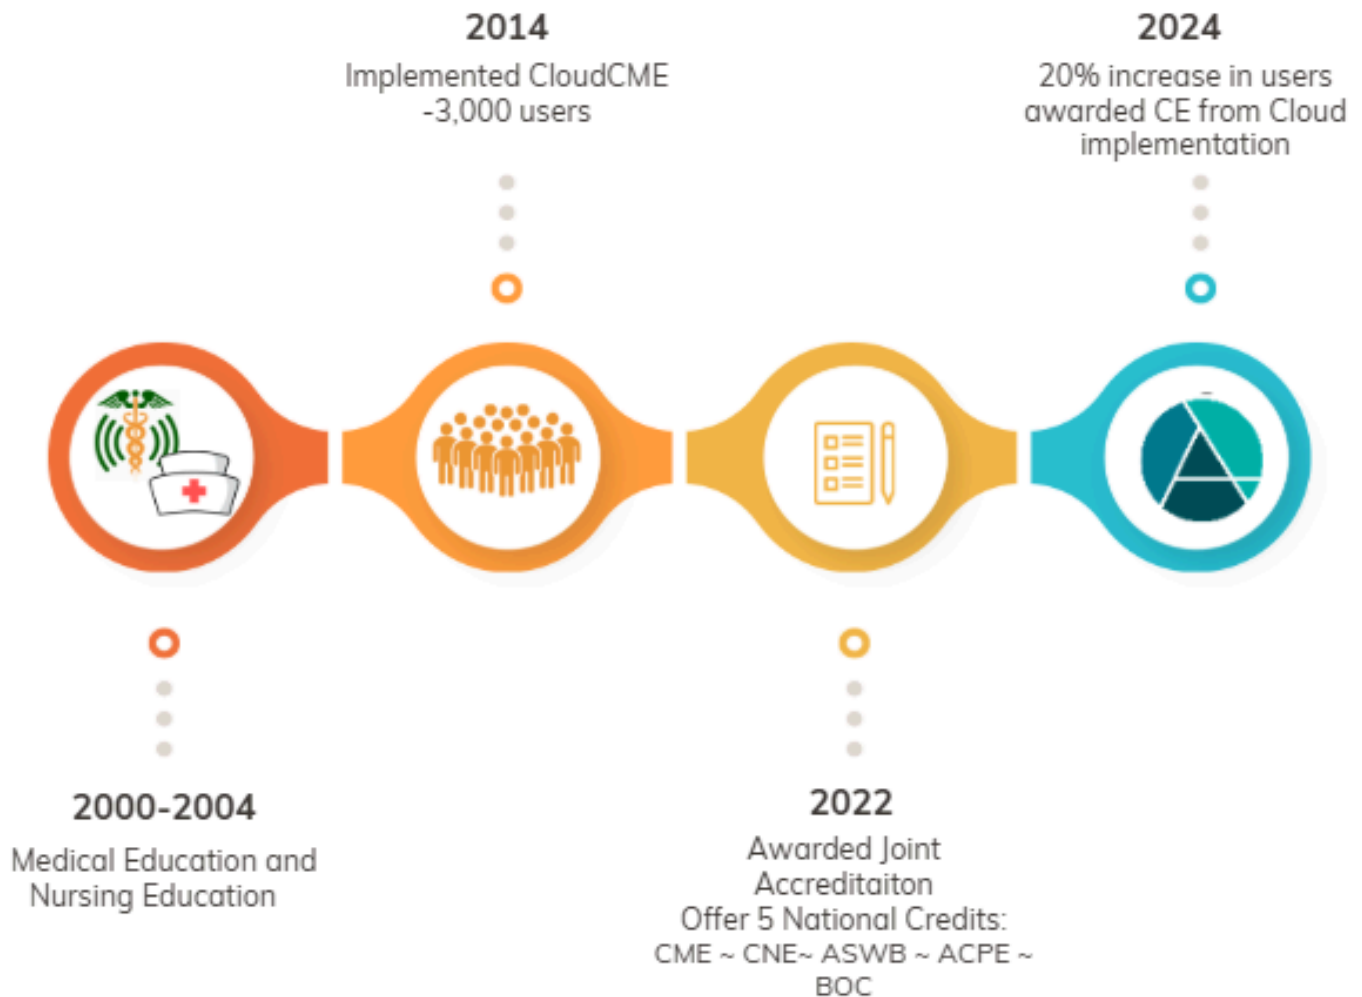 2014
Implemented CloudCME
-3,000 users
2024
20% increase in users
awarded CE from Cloud
implementation
2000-2004
Medical Education and
Nursing Education
2022
Awarded Joint
Accreditaiton
Offer 5 National Credits:
CME ~ CNE~ ASWB ~ ACPE ~
BOC